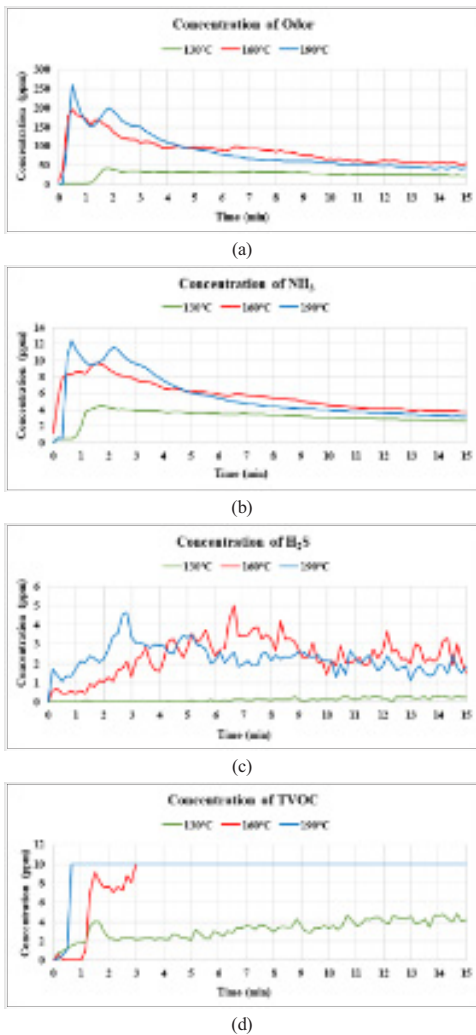 Concentration of Odor
130°C 160°C 190°C
Concentration (ppm)
300
250
200
150
100
50
0
0 1 2 3 4 5 6 7 8 9 10 11 12 13 14 15
Time (min)
(a)
Concentration of NH₃
130°C 160°C 190°C
Concentration (ppm)
14
12
10
8
6
4
2
0
0 1 2 3 4 5 6 7 8 9 10 11 12 13 14 15
Time (min)
(b)
Concentration of H₂S
130°C 160°C 190°C
Concentration (ppm)
6
5
4
3
2
1
0
0 1 2 3 4 5 6 7 8 9 10 11 12 13 14 15
Time (min)
(c)
Concentration of TVOC
130°C 160°C 190°C
Concentration (ppm)
12
10
8
6
4
2
0
0 1 2 3 4 5 6 7 8 9 10 11 12 13 14 15
Time (min)
(d)